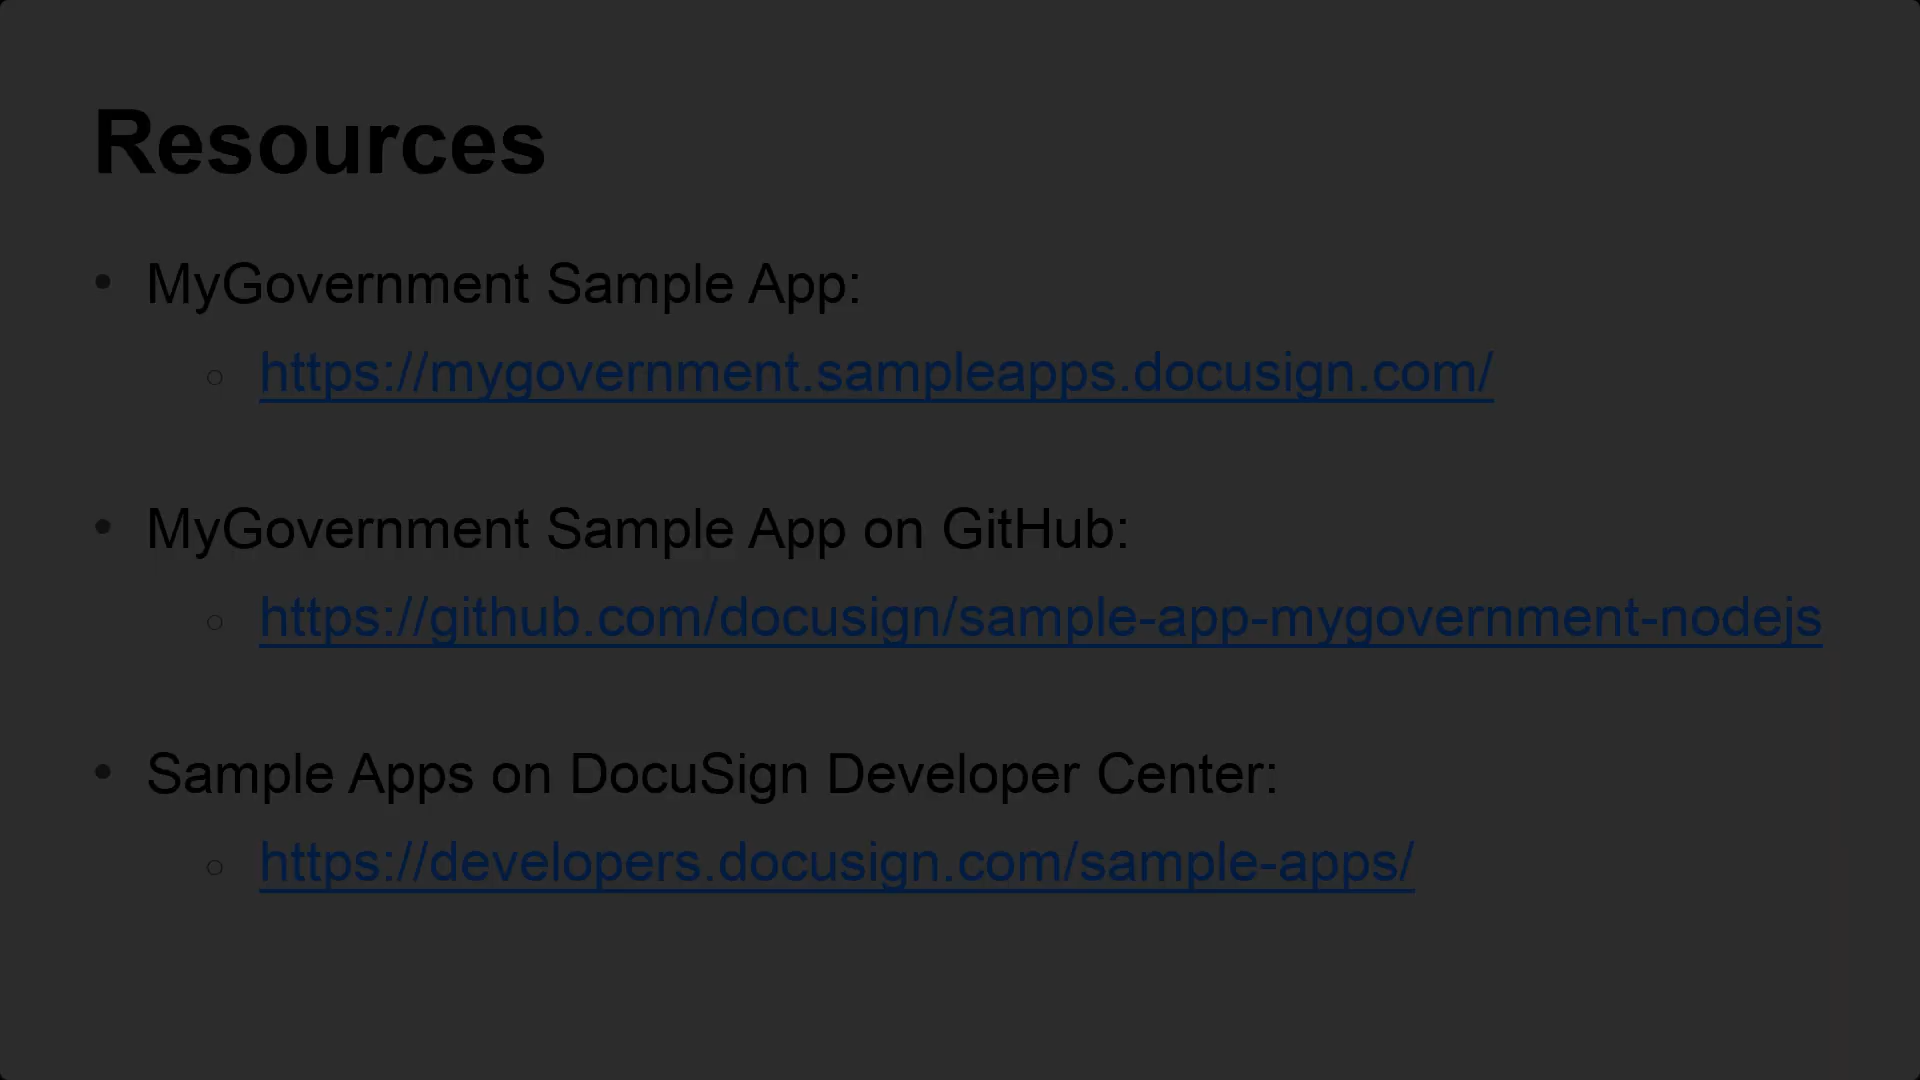 Resources
• MyGovernment Sample App:
○ https://mygovernment.sampleapps.docusign.com/
• MyGovernment Sample App on GitHub:
○ https://github.com/docusign/sample-app-mygovernment-nodejs
• Sample Apps on DocuSign Developer Center:
○ https://developers.docusign.com/sample-apps/